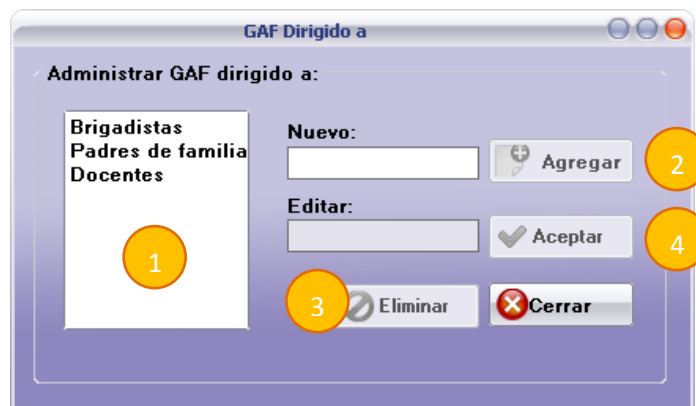 GAF Dirigido a
Administrar GAF dirigido a:
Brigadistas
Padres de familia
Docentes
1
Nuevo:
Agregar
2
Editar:
Aceptar
4
3
Eliminar
Cerrar